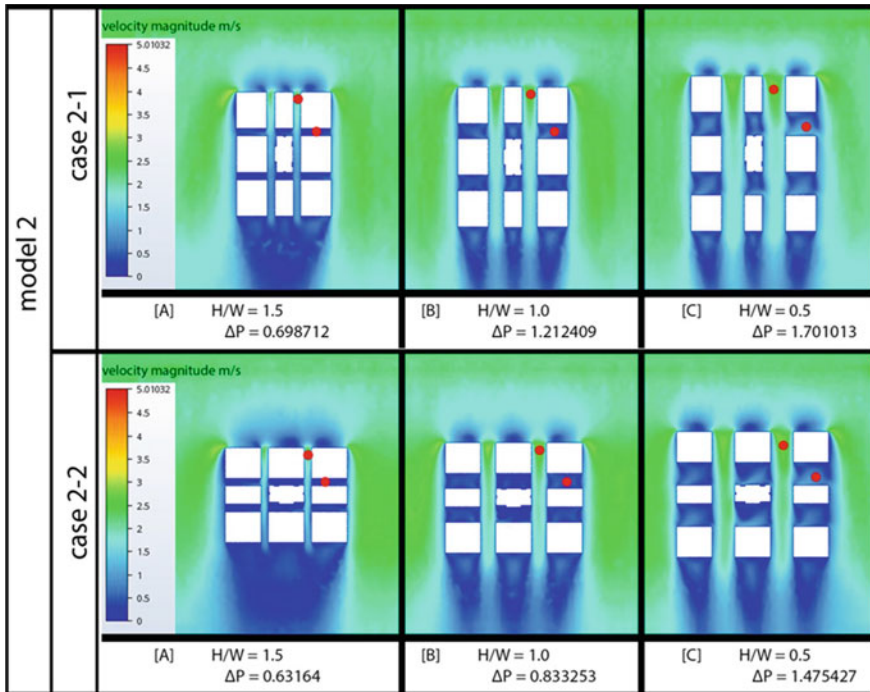 model 2
case 2-1
velocity magnitude m/s
5.01032
4.5
4
3.5
3
2.5
2
1.5
1
0.5
0
[A] H/W = 1.5
ΔP = 0.698712
[B] H/W = 1.0
ΔP = 1.212409
[C] H/W = 0.5
ΔP = 1.701013
case 2-2
velocity magnitude m/s
5.01032
4.5
4
3.5
3
2.5
2
1.5
1
0.5
0
[A] H/W = 1.5
ΔP = 0.63164
[B] H/W = 1.0
ΔP = 0.833253
[C] H/W = 0.5
ΔP = 1.475427